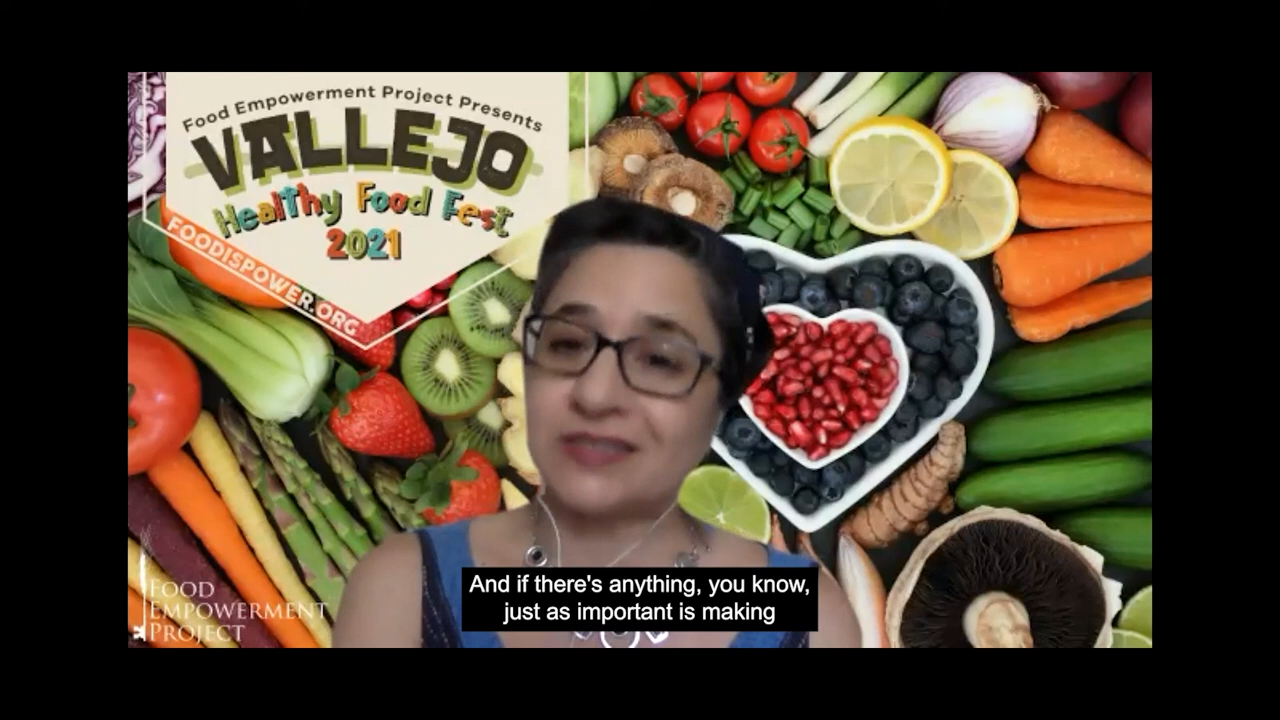 Food Empowerment Project Presents
VALLEJO
Healthy Food Fest
2021
FOODISPOWER.ORG
FOOD
EMPOWERMENT
PROJECT
And if there's anything, you know,
just as important is making